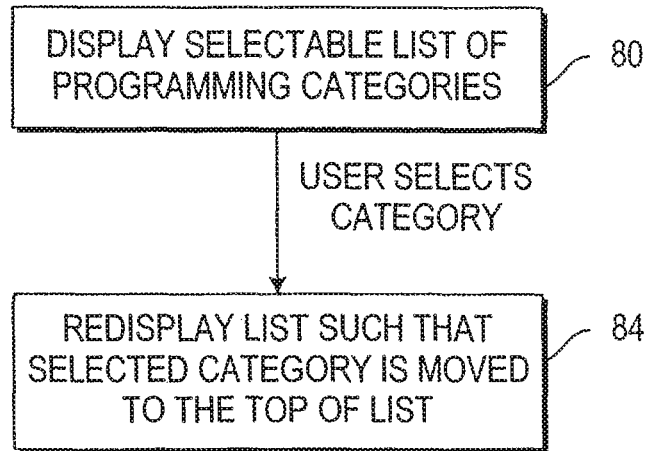 DISPLAY SELECTABLE LIST OF
PROGRAMMING CATEGORIES
80
USER SELECTS
CATEGORY
REDISPLAY LIST SUCH THAT
SELECTED CATEGORY IS MOVED
TO THE TOP OF LIST
84